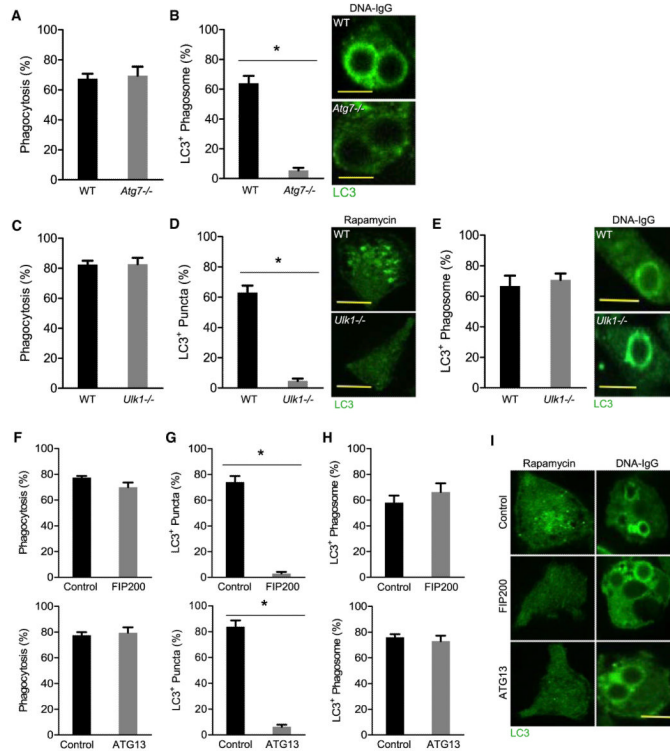 A
Phagocytosis (%)
100
80
60
40
20
0
WT
Atg7-/-
B
LC3+ Phagosome (%)
100
80
60
40
20
0
*
WT
Atg7-/-
DNA-IgG
WT
Atg7-/-
LC3
C
Phagocytosis (%)
100
80
60
40
20
0
WT
Ulk1-/-
D
LC3+ Puncta (%)
100
80
60
40
20
0
*
WT
Ulk1-/-
Rapamycin
WT
Ulk1-/-
LC3
E
LC3+ Phagosome (%)
100
80
60
40
20
0
WT
Ulk1-/-
DNA-IgG
WT
Ulk1-/-
LC3
F
Phagocytosis (%)
100
80
60
40
20
0
Control
FIP200
G
LC3+ Puncta (%)
100
80
60
40
20
0
*
Control
FIP200
H
LC3+ Phagosome (%)
100
80
60
40
20
0
Control
FIP200
Phagocytosis (%)
100
80
60
40
20
0
Control
ATG13
LC3+ Puncta (%)
100
80
60
40
20
0
*
Control
ATG13
LC3+ Phagosome (%)
100
80
60
40
20
0
Control
ATG13
I
Rapamycin
DNA-IgG
Control
FIP200
ATG13
LC3